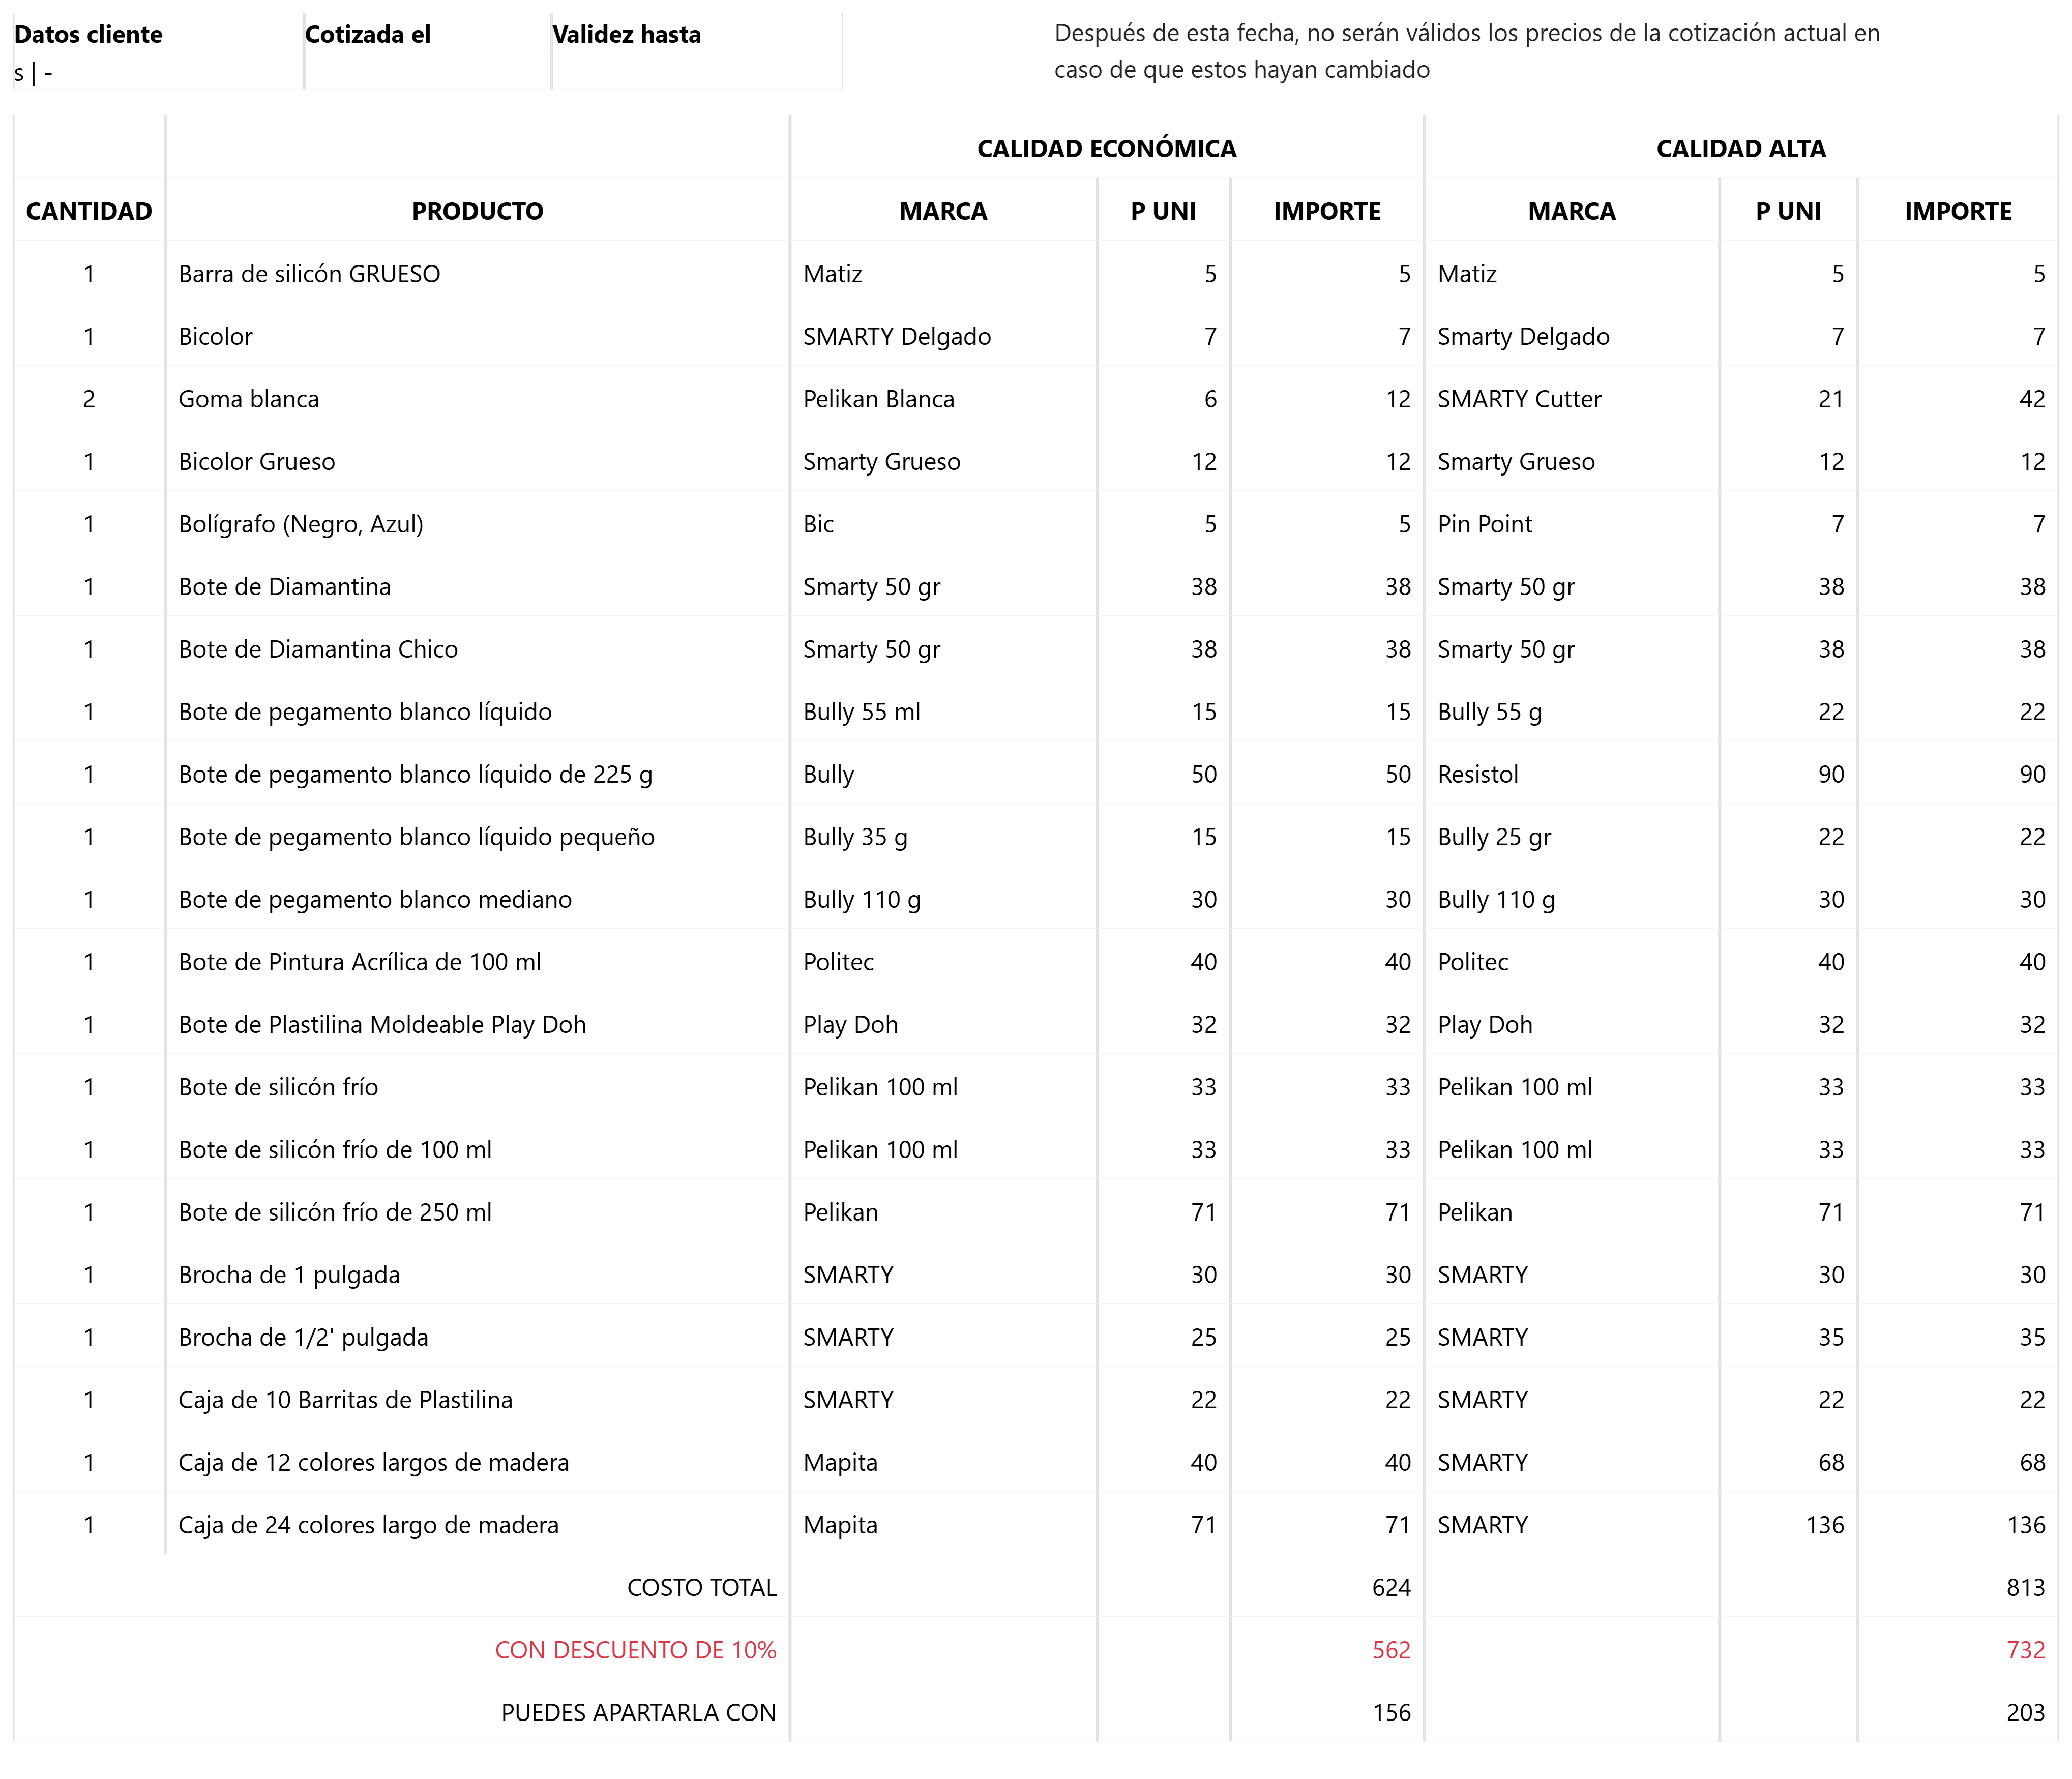 Datos cliente Cotizada el Validez hasta
s | -
Después de esta fecha, no serán válidos los precios de la cotización actual en
caso de que estos hayan cambiado
CALIDAD ECONÓMICA CALIDAD ALTA
CANTIDAD PRODUCTO MARCA P UNI IMPORTE MARCA P UNI IMPORTE
1 Barra de silicón GRUESO Matiz 5 5 Matiz 5 5
1 Bicolor SMARTY Delgado 7 7 Smarty Delgado 7 7
2 Goma blanca Pelikan Blanca 6 12 SMARTY Cutter 21 42
1 Bicolor Grueso Smarty Grueso 12 12 Smarty Grueso 12 12
1 Bolígrafo (Negro, Azul) Bic 5 5 Pin Point 7 7
1 Bote de Diamantina Smarty 50 gr 38 38 Smarty 50 gr 38 38
1 Bote de Diamantina Chico Smarty 50 gr 38 38 Smarty 50 gr 38 38
1 Bote de pegamento blanco líquido Bully 55 ml 15 15 Bully 55 g 22 22
1 Bote de pegamento blanco líquido de 225 g Bully 50 50 Resistol 90 90
1 Bote de pegamento blanco líquido pequeño Bully 35 g 15 15 Bully 25 gr 22 22
1 Bote de pegamento blanco mediano Bully 110 g 30 30 Bully 110 g 30 30
1 Bote de Pintura Acrílica de 100 ml Politec 40 40 Politec 40 40
1 Bote de Plastilina Moldeable Play Doh Play Doh 32 32 Play Doh 32 32
1 Bote de silicón frío Pelikan 100 ml 33 33 Pelikan 100 ml 33 33
1 Bote de silicón frío de 100 ml Pelikan 100 ml 33 33 Pelikan 100 ml 33 33
1 Bote de silicón frío de 250 ml Pelikan 71 71 Pelikan 71 71
1 Brocha de 1 pulgada SMARTY 30 30 SMARTY 30 30
1 Brocha de 1/2' pulgada SMARTY 25 25 SMARTY 35 35
1 Caja de 10 Barritas de Plastilina SMARTY 22 22 SMARTY 22 22
1 Caja de 12 colores largos de madera Mapita 40 40 SMARTY 68 68
1 Caja de 24 colores largo de madera Mapita 71 71 SMARTY 136 136
COSTO TOTAL 624 813
CON DESCUENTO DE 10% 562 732
PUEDES APARTARLA CON 156 203